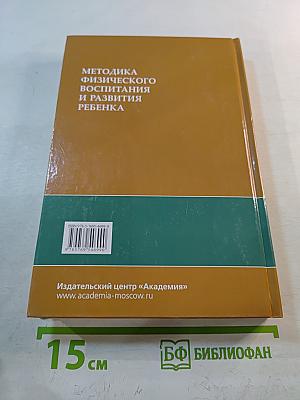 МЕТОДИКА
ФИЗИЧЕСКОГО
ВОСПИТАНИЯ
И РАЗВИТИЯ
РЕБЕНКА
Издательский центр «Академия»
www.academia-moscow.ru
15 см
БФ БИБЛИОФАН